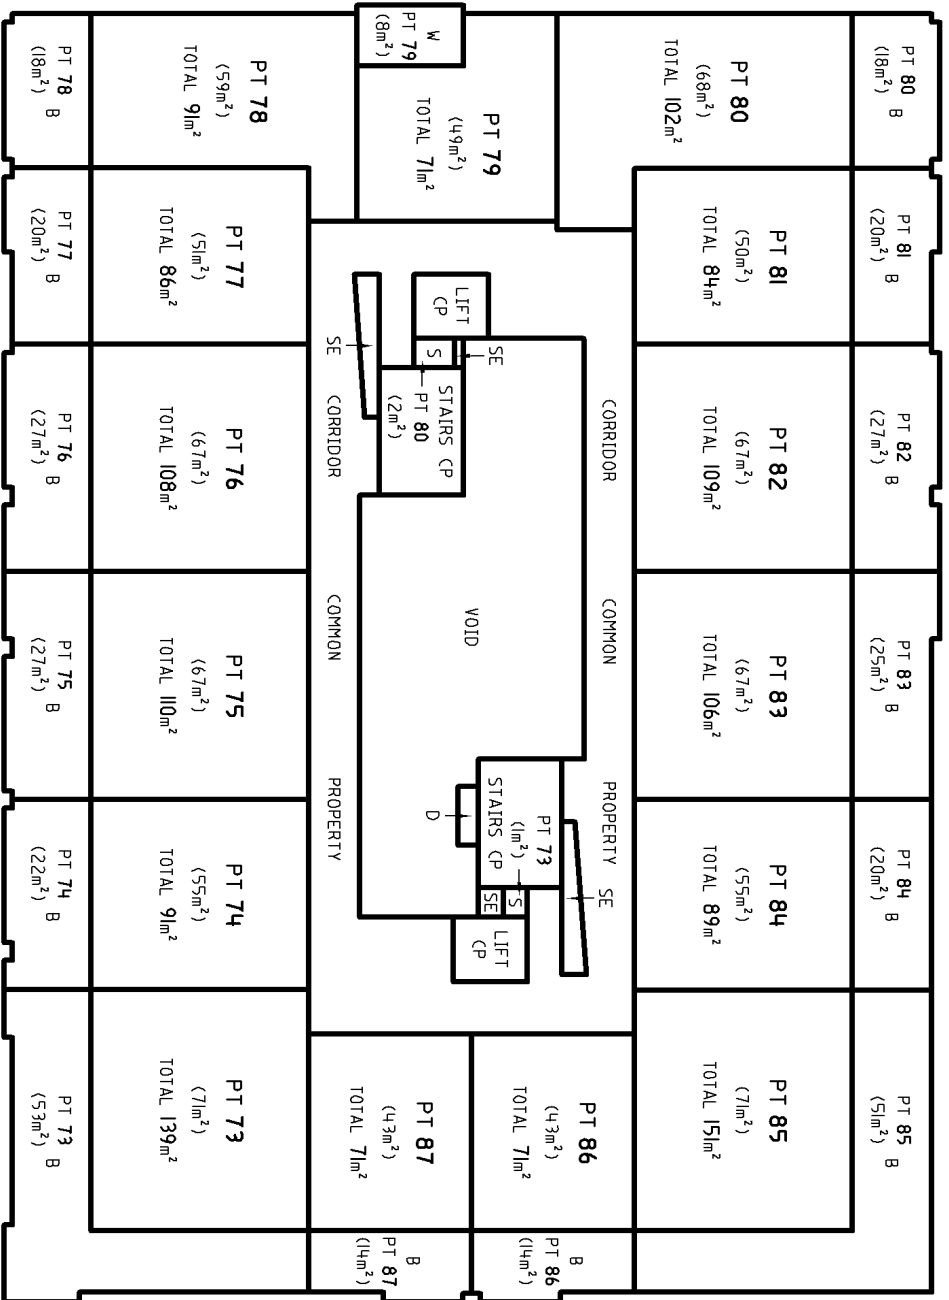 PT 78
(18m²) B
PT 77
(20m²) B
PT 76
(27m²) B
PT 75
(27m²) B
PT 74
(22m²) B
PT 73
(53m²) B
PT 78
(59m²)
TOTAL 91m²
PT 77
(51m²)
TOTAL 86m²
PT 76
(67m²)
TOTAL 108m²
PT 75
(67m²)
TOTAL 110m²
PT 74
(55m²)
TOTAL 91m²
PT 73
(71m²)
TOTAL 139m²
W
PT 79
(8m²)
PT 79
(49m²)
TOTAL 71m²
SE
CORRIDOR
COMMON
PROPERTY
LIFT
CP
S
SE
STAIRS CP
PT 80
(2m²)
VOID
D
PT 73
(1m²)
STAIRS CP
SE
S
LIFT
CP
SE
CORRIDOR
COMMON
PROPERTY
PT 87
(43m²)
TOTAL 71m²
B
PT 87
(14m²)
PT 86
(43m²)
TOTAL 71m²
B
PT 86
(14m²)
PT 80
(68m²)
TOTAL 102m²
PT 81
(50m²)
TOTAL 84m²
PT 82
(67m²)
TOTAL 109m²
PT 83
(67m²)
TOTAL 106m²
PT 84
(55m²)
TOTAL 89m²
PT 85
(71m²)
TOTAL 151m²
PT 80
(18m²) B
PT 81
(20m²) B
PT 82
(27m²) B
PT 83
(25m²) B
PT 84
(20m²) B
PT 85
(51m²) B